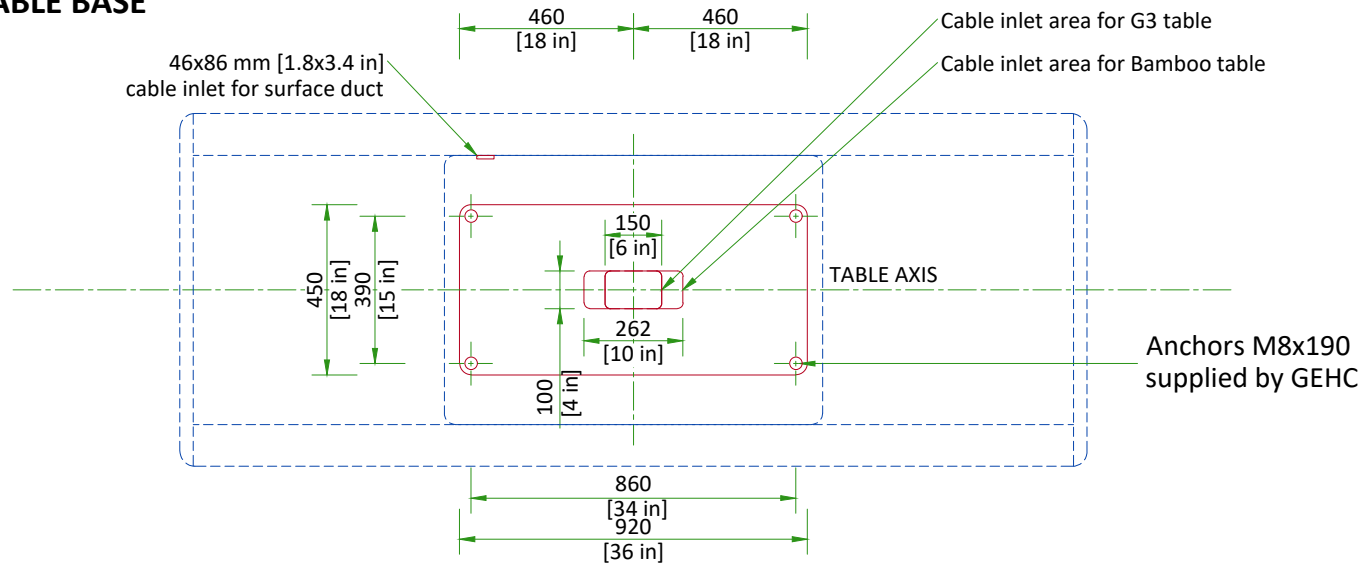 ABLE BASE
460
[18 in]
460
[18 in]
Cable inlet area for G3 table
46x86 mm [1.8x3.4 in]
cable inlet for surface duct
Cable inlet area for Bamboo table
150
[6 in]
450
[18 in]
390
[15 in]
TABLE AXIS
262
[10 in]
100
[4 in]
Anchors M8x190
supplied by GEHC
860
[34 in]
920
[36 in]